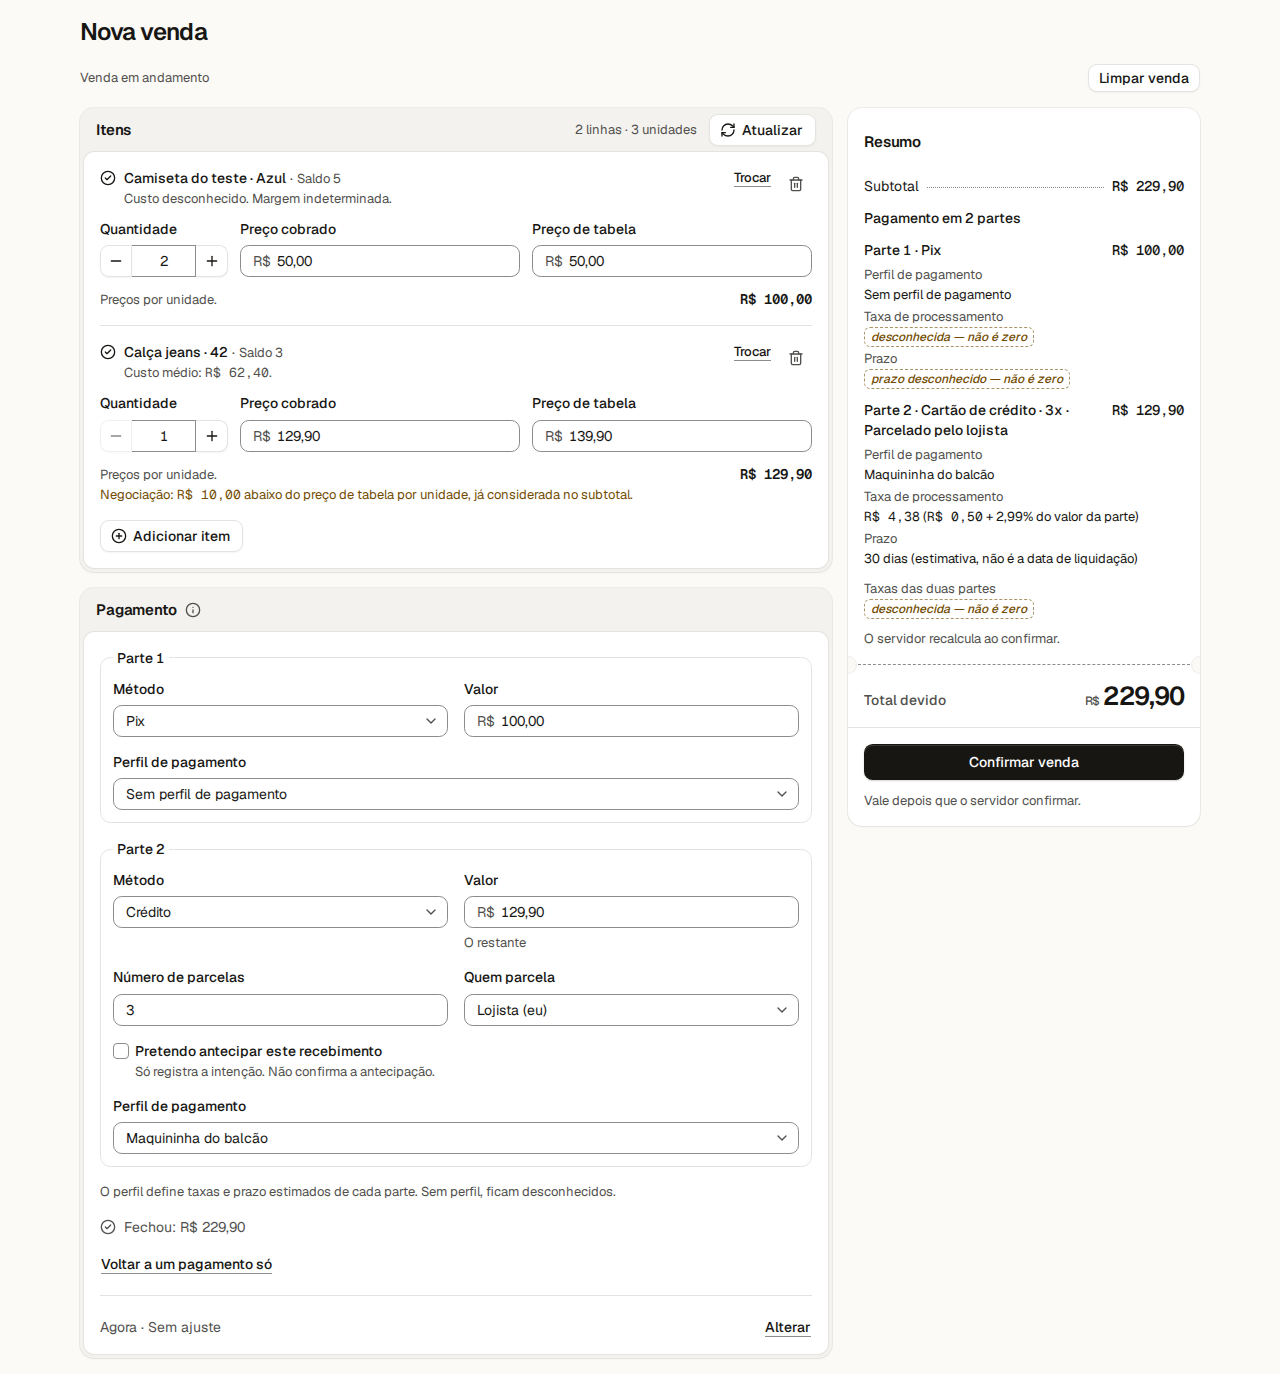 Nova venda
Venda em andamento
Limpar venda
Itens
2 linhas · 3 unidades
Atualizar
Camiseta do teste · Azul · Saldo 5
Trocar
Custo desconhecido. Margem indeterminada.
Quantidade
Preço cobrado
Preço de tabela
2
R$ 50,00
R$ 50,00
Preços por unidade.
R$ 100,00
Calça jeans · 42 · Saldo 3
Trocar
Custo médio: R$ 62,40.
Quantidade
Preço cobrado
Preço de tabela
1
R$ 129,90
R$ 139,90
Preços por unidade.
R$ 129,90
Negociação: R$ 10,00 abaixo do preço de tabela por unidade, já considerada no subtotal.
Adicionar item
Pagamento
Parte 1
Método
Valor
Pix
R$ 100,00
Perfil de pagamento
Sem perfil de pagamento
Parte 2
Método
Valor
Crédito
R$ 129,90
O restante
Número de parcelas
Quem parcela
3
Lojista (eu)
Pretendo antecipar este recebimento
Só registra a intenção. Não confirma a antecipação.
Perfil de pagamento
Maquininha do balcão
O perfil define taxas e prazo estimados de cada parte. Sem perfil, ficam desconhecidos.
Fechou: R$ 229,90
Voltar a um pagamento só
Agora · Sem ajuste
Alterar
Resumo
Subtotal
R$ 229,90
Pagamento em 2 partes
Parte 1 · Pix
R$ 100,00
Perfil de pagamento
Sem perfil de pagamento
Taxa de processamento
desconhecida — não é zero
Prazo
prazo desconhecido — não é zero
Parte 2 · Cartão de crédito · 3x ·
R$ 129,90
Parcelado pelo lojista
Perfil de pagamento
Maquininha do balcão
Taxa de processamento
R$ 4,38 (R$ 0,50 + 2,99% do valor da parte)
Prazo
30 dias (estimativa, não é a data de liquidação)
Taxas das duas partes
desconhecida — não é zero
O servidor recalcula ao confirmar.
Total devido
R$ 229,90
Confirmar venda
Vale depois que o servidor confirmar.